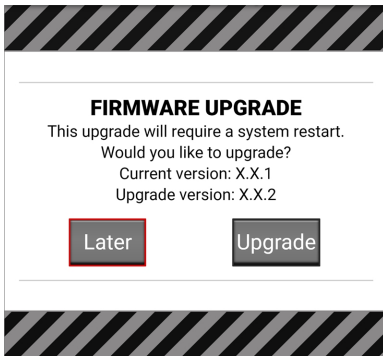 FIRMWARE UPGRADE
This upgrade will require a system restart.
Would you like to upgrade?
Current version: X.X.1
Upgrade version: X.X.2
Later Upgrade